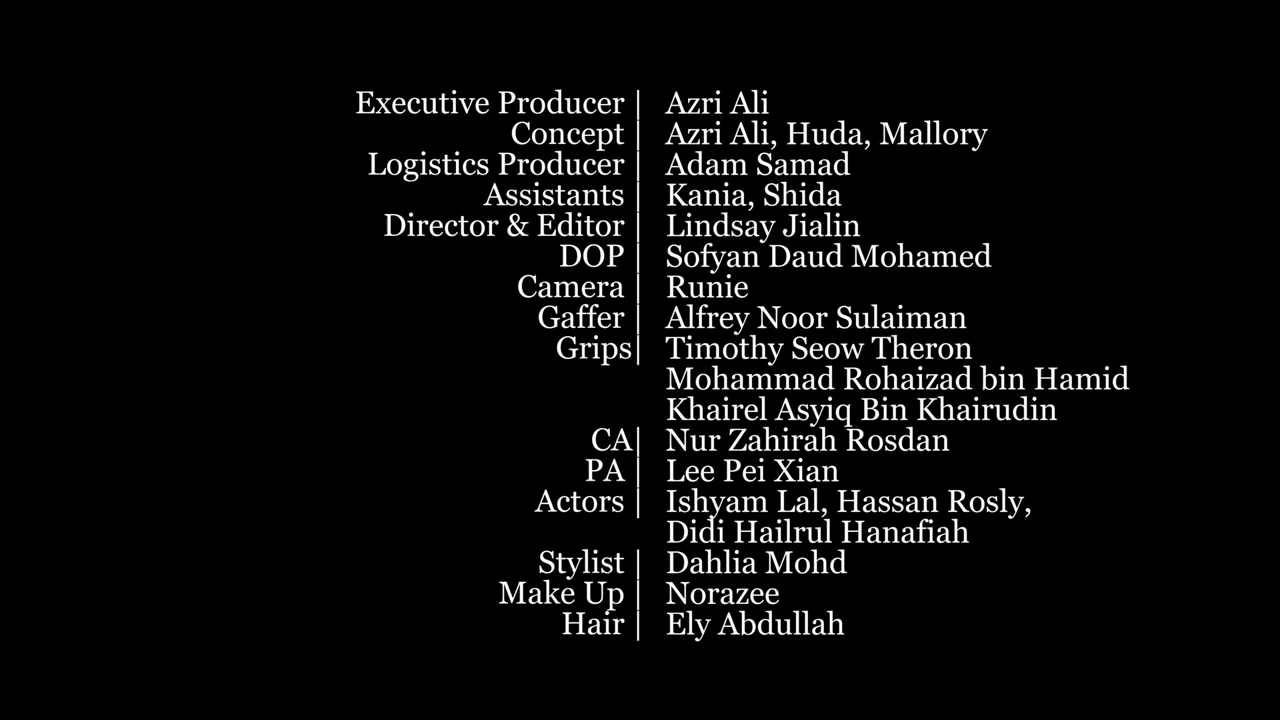 Executive Producer | Azri Ali
Concept | Azri Ali, Huda, Mallory
Logistics Producer | Adam Samad
Assistants | Kania, Shida
Director & Editor | Lindsay Jialin
DOP | Sofyan Daud Mohamed
Camera | Runie
Gaffer | Alfrey Noor Sulaiman
Grips| Timothy Seow Theron
Mohammad Rohaizad bin Hamid
Khairel Asyiq Bin Khairudin
CA| Nur Zahirah Rosdan
PA | Lee Pei Xian
Actors | Ishyam Lal, Hassan Rosly,
Didi Hailrul Hanafiah
Stylist | Dahlia Mohd
Make Up | Norazee
Hair | Ely Abdullah